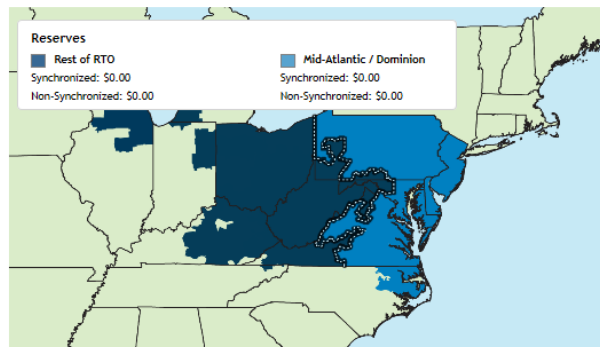 Reserves
Rest of RTO
Synchronized: $0.00
Non-Synchronized: $0.00
Mid-Atlantic / Dominion
Synchronized: $0.00
Non-Synchronized: $0.00